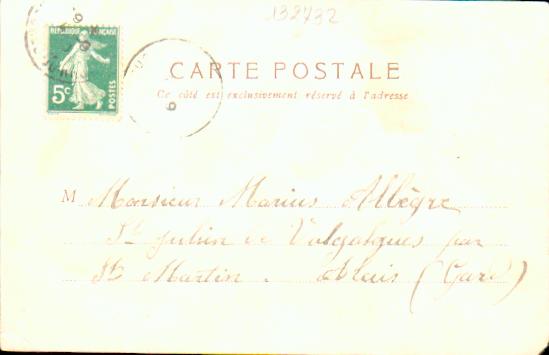 138732
REPUBLIQUE FRANÇAISE
5c
POSTES
CARTE POSTALE
Ce côté est exclusivement réservé à l'adresse
M Monsieur Marius Allègre
St Julien de Valgalgues par
St Martin. Alais (Gard)